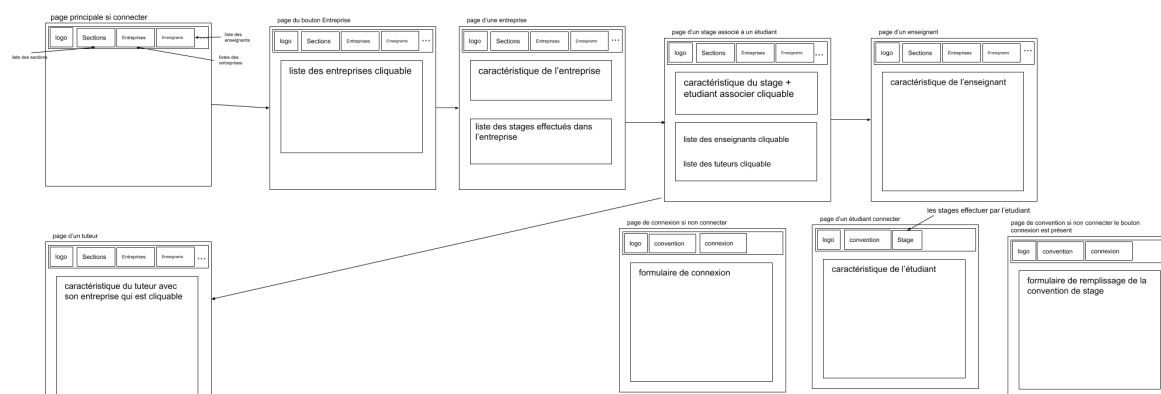 page principale si connecter
logo
Sections
Entreprises
Enseignants
liste des
enseignants
liste des sections
listes des
entreprises
page du bouton Entreprise
logo
Sections
Entreprises
Enseignants
...
liste des entreprises cliquable
page d'une entreprise
logo
Sections
Entreprises
Enseignants
...
caractéristique de l'entreprise
liste des stages effectués dans
l'entreprise
page d'un stage associé à un étudiant
logo
Sections
Entreprises
Enseignants
...
caractéristique du stage +
etudiant associer cliquable
liste des enseignants cliquable
liste des tuteurs cliquable
page d'un enseignant
logo
Sections
Entreprises
Enseignants
...
caractéristique de l'enseignant
page d'un tuteur
logo
Sections
Entreprises
Enseignants
...
caractéristique du tuteur avec
son entreprise qui est cliquable
page de connexion si non connecter
logo
convention
connexion
formulaire de connexion
page d'un étudiant connecter
les stages effectuer par l'etudiant
logo
convention
Stage
caractéristique de l'étudiant
page de convention si non connecter le bouton
connexion est présent
logo
convention
connexion
formulaire de remplissage de la
convention de stage